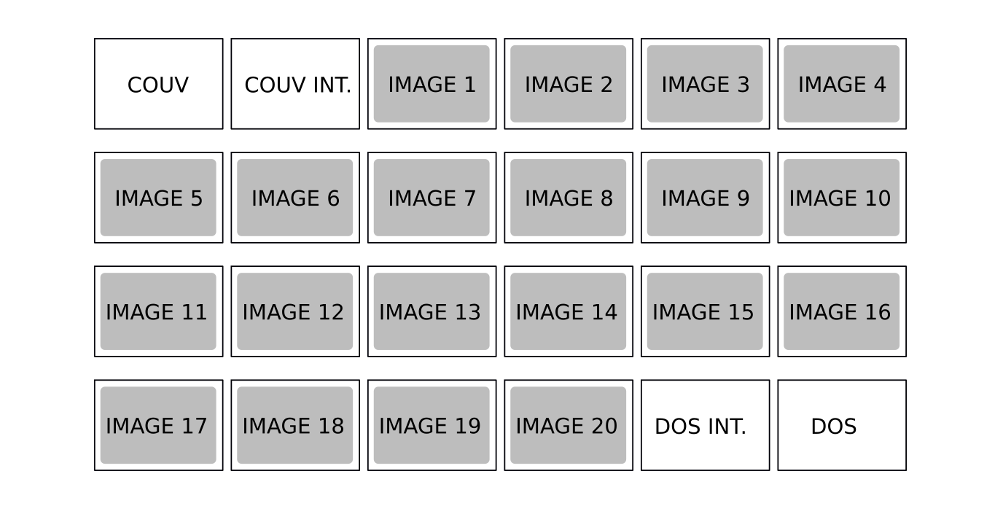 COUV COUV INT. IMAGE 1 IMAGE 2 IMAGE 3 IMAGE 4
IMAGE 5 IMAGE 6 IMAGE 7 IMAGE 8 IMAGE 9 IMAGE 10
IMAGE 11 IMAGE 12 IMAGE 13 IMAGE 14 IMAGE 15 IMAGE 16
IMAGE 17 IMAGE 18 IMAGE 19 IMAGE 20 DOS INT. DOS